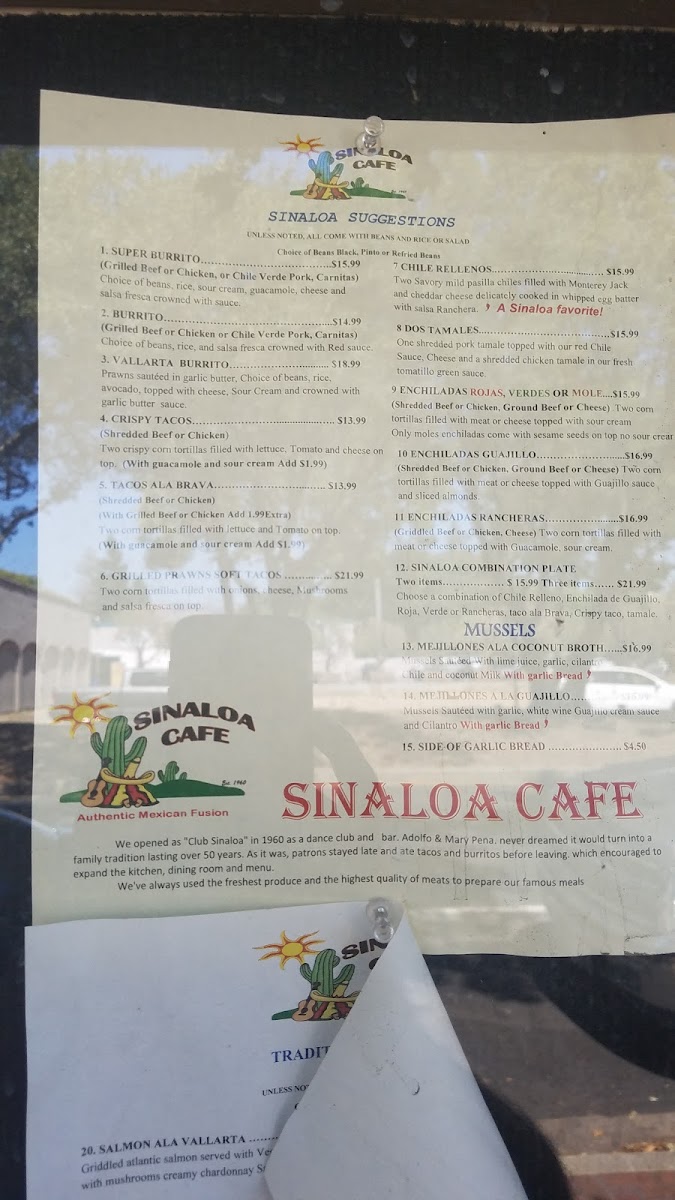 SINALOA
CAFE
Est. 1960
SINALOA SUGGESTIONS
UNLESS NOTED, ALL COME WITH BEANS AND RICE OR SALAD
Choice of Beans Black, Pinto or Refried Beans
1. SUPER BURRITO..............................$15.99
(Grilled Beef or Chicken, or Chile Verde Pork, Carnitas)
Choice of beans, rice, sour cream, guacamole, cheese and
salsa fresca crowned with sauce.
2. BURRITO..............................................$14.99
(Grilled Beef or Chicken or Chile Verde Pork, Carnitas)
Choice of beans, rice, and salsa fresca crowned with Red sauce.
3. VALLARTA BURRITO........................... $18.99
Prawns sautéed in garlic butter, Choice of beans, rice,
avocado, topped with cheese, Sour Cream and crowned with
garlic butter sauce.
4. CRISPY TACOS...................................... $13.99
(Shredded Beef or Chicken)
Two crispy corn tortillas filled with lettuce, Tomato and cheese on
top, (With guacamole and sour cream Add $1.99)
5. TACOS ALA BRAVA.............................. $13.99
(Shredded Beef or Chicken)
(With Grilled Beef or Chicken Add 1.99Extra)
Two corn tortillas filled with lettuce and Tomato on top.
(With guacamole and sour cream Add $1.99)
6. GRILLED PRAWNS SOFT TACOS .............. $21.99
Two corn tortillas filled with onions, cheese, Mushrooms
and salsa fresca on top.
7 CHILE RELLENOS................................. $15.99
Two Savory mild pasilla chiles filled with Monterey Jack
and cheddar cheese delicately cooked in whipped egg batter
with salsa Ranchera. A Sinaloa favorite!
8 DOS TAMALES......................................$15.99
One shredded pork tamale topped with our red Chile
Sauce, Cheese and a shredded chicken tamale in our fresh
tomatillo green sauce.
9 ENCHILADAS ROJAS, VERDES OR MOLE....$15.99
(Shredded Beef or Chicken, Ground Beef or Cheese) Two corn
tortillas filled with meat or cheese topped with sour cream
Only moles enchiladas come with sesame seeds on top no sour crear
10 ENCHILADAS GUAJILLO.........................$16.99
(Shredded Beef or Chicken, Ground Beef or Cheese) Two corn
tortillas filled with meat or cheese topped with Guajillo sauce
and sliced almonds.
11 ENCHILADAS RANCHERAS.....................$16.99
(Griddled Beef or Chicken, Cheese) Two corn tortillas filled with
meat or cheese topped with Guacamole, sour cream.
12. SINALOA COMBINATION PLATE
Two items................. $ 15.99 Three items...... $21.99
Choose a combination of Chile Relleno, Enchilada de Guajillo,
Roja, Verde or Rancheras, taco ala Brava, Crispy taco, tamale.
MUSSELS
13. MEJILLONES ALA COCONUT BROTH......$16.99
Mussels Sautéed With lime juice, garlic, cilantro
Chile and coconut Milk With garlic Bread
14. MEJILLONES A LA GUAJILLO....
Mussels Sautéed with garlic, white wine Guajillo cream sauce
and Cilantro With garlic Bread
15. SIDE OF GARLIC BREAD ...................... $4.50
SINALOA
CAFE
Est. 1960
Authentic Mexican Fusion
SINALOA CAFE
We opened as "Club Sinaloa" in 1960 as a dance club and bar. Adolfo & Mary Pena. never dreamed it would turn into a
family tradition lasting over 50 years. As it was, patrons stayed late and ate tacos and burritos before leaving. which encouraged to
expand the kitchen, dining room and menu.
We've always used the freshest produce and the highest quality of meats to prepare our famous meals
SIN
TRADIT
UNLESS NO
20. SALMON ALA VALLARTA ........
Griddled atlantic salmon served with Ve
with mushrooms creamy chardonnay S